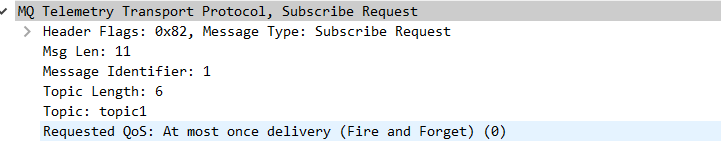 MQ Telemetry Transport Protocol, Subscribe Request
Header Flags: 0x82, Message Type: Subscribe Request
Msg Len: 11
Message Identifier: 1
Topic Length: 6
Topic: topic1
Requested QoS: At most once delivery (Fire and Forget) (0)